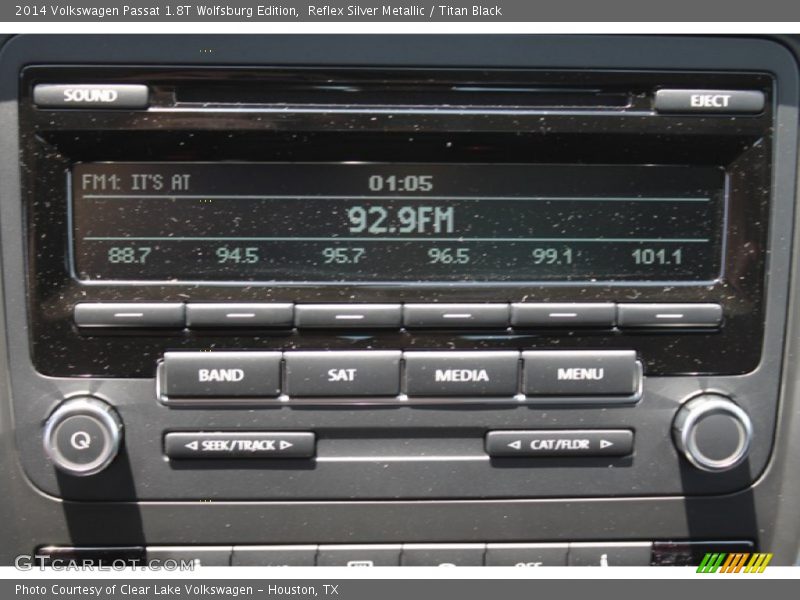 2014 Volkswagen Passat 1.8T Wolfsburg Edition, Reflex Silver Metallic / Titan Black
SOUND
EJECT
FM1: IT'S AT 01:05
92.9FM
88.7 94.5 95.7 96.5 99.1 101.1
BAND SAT MEDIA MENU
SEEK/TRACK CAT/FLDR
GTCarLot.com
OFF
Photo Courtesy of Clear Lake Volkswagen – Houston, TX